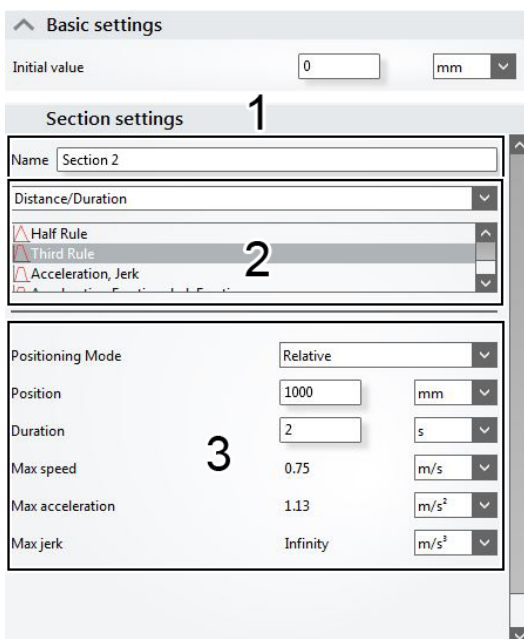 Basic settings
Initial value 0 mm
Section settings 1
Name Section 2
Distance/Duration
Half Rule
Third Rule
Acceleration, Jerk
2
Positioning Mode Relative
Position 1000 mm
Duration 2 s
3
Max speed 0.75 m/s
Max acceleration 1.13 m/s²
Max jerk Infinity m/s³